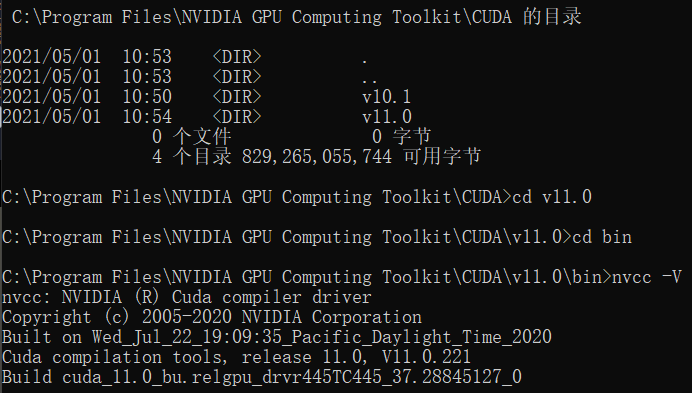 C:\Program Files\NVIDIA GPU Computing Toolkit\CUDA 的目录
2021/05/01  10:53    <DIR>          .
2021/05/01  10:53    <DIR>          ..
2021/05/01  10:50    <DIR>          v10.1
2021/05/01  10:54    <DIR>          v11.0
0 个文件              0 字节
4 个目录 829,265,055,744 可用字节
C:\Program Files\NVIDIA GPU Computing Toolkit\CUDA>cd v11.0
C:\Program Files\NVIDIA GPU Computing Toolkit\CUDA\v11.0>cd bin
C:\Program Files\NVIDIA GPU Computing Toolkit\CUDA\v11.0\bin>nvcc -V
nvcc: NVIDIA (R) Cuda compiler driver
Copyright (c) 2005-2020 NVIDIA Corporation
Built on Wed_Jul_22_19:09:35_Pacific_Daylight_Time_2020
Cuda compilation tools, release 11.0, V11.0.221
Build cuda_11.0_bu.relgpu_drvr445TC445_37.28845127_0